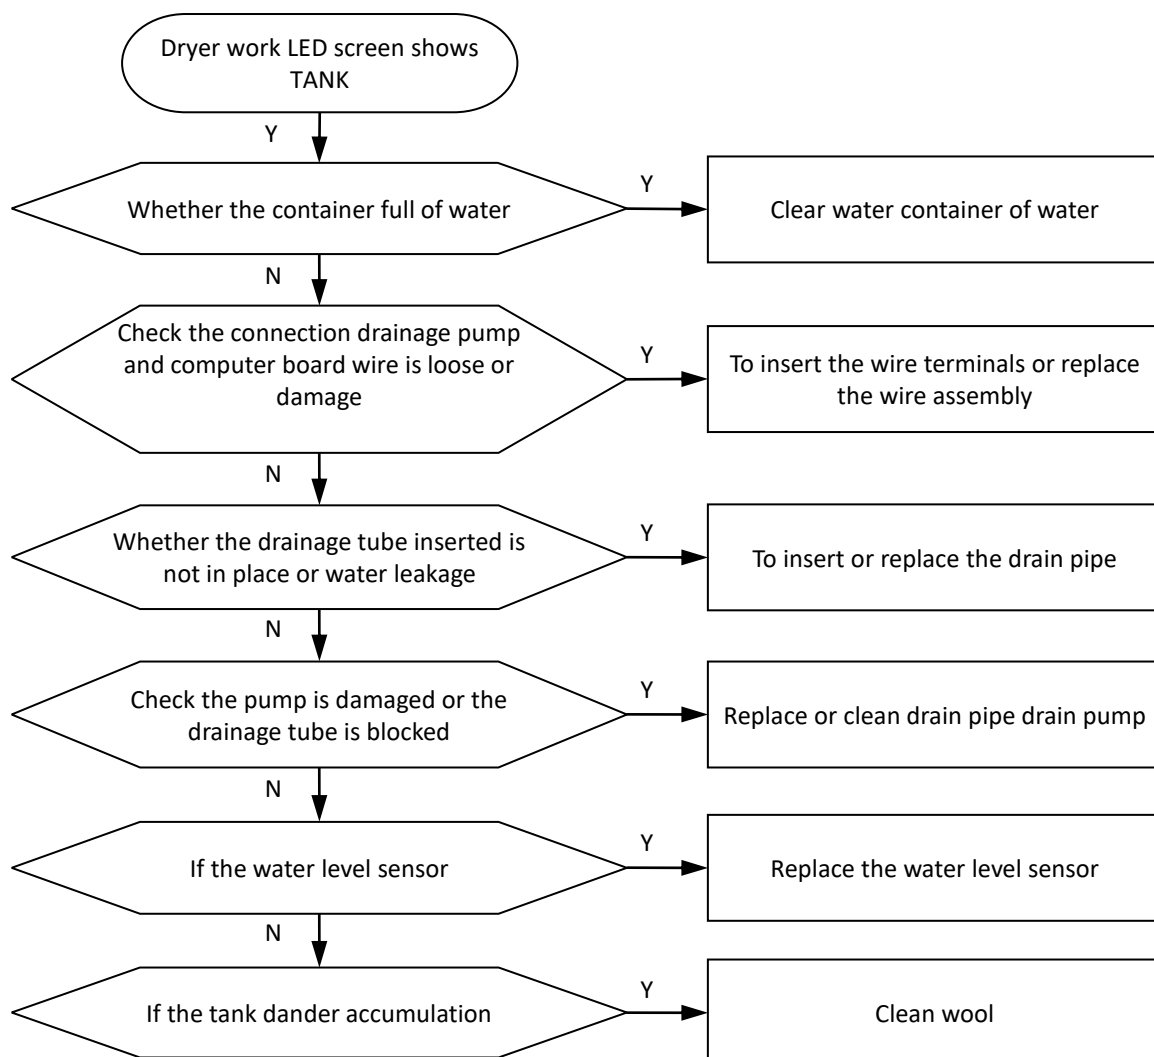 Dryer work LED screen shows
TANK
Y
Whether the container full of water
Y
Clear water container of water
N
Check the connection drainage pump
and computer board wire is loose or
damage
Y
To insert the wire terminals or replace
the wire assembly
N
Whether the drainage tube inserted is
not in place or water leakage
Y
To insert or replace the drain pipe
N
Check the pump is damaged or the
drainage tube is blocked
Y
Replace or clean drain pipe drain pump
N
If the water level sensor
Y
Replace the water level sensor
N
If the tank dander accumulation
Y
Clean wool